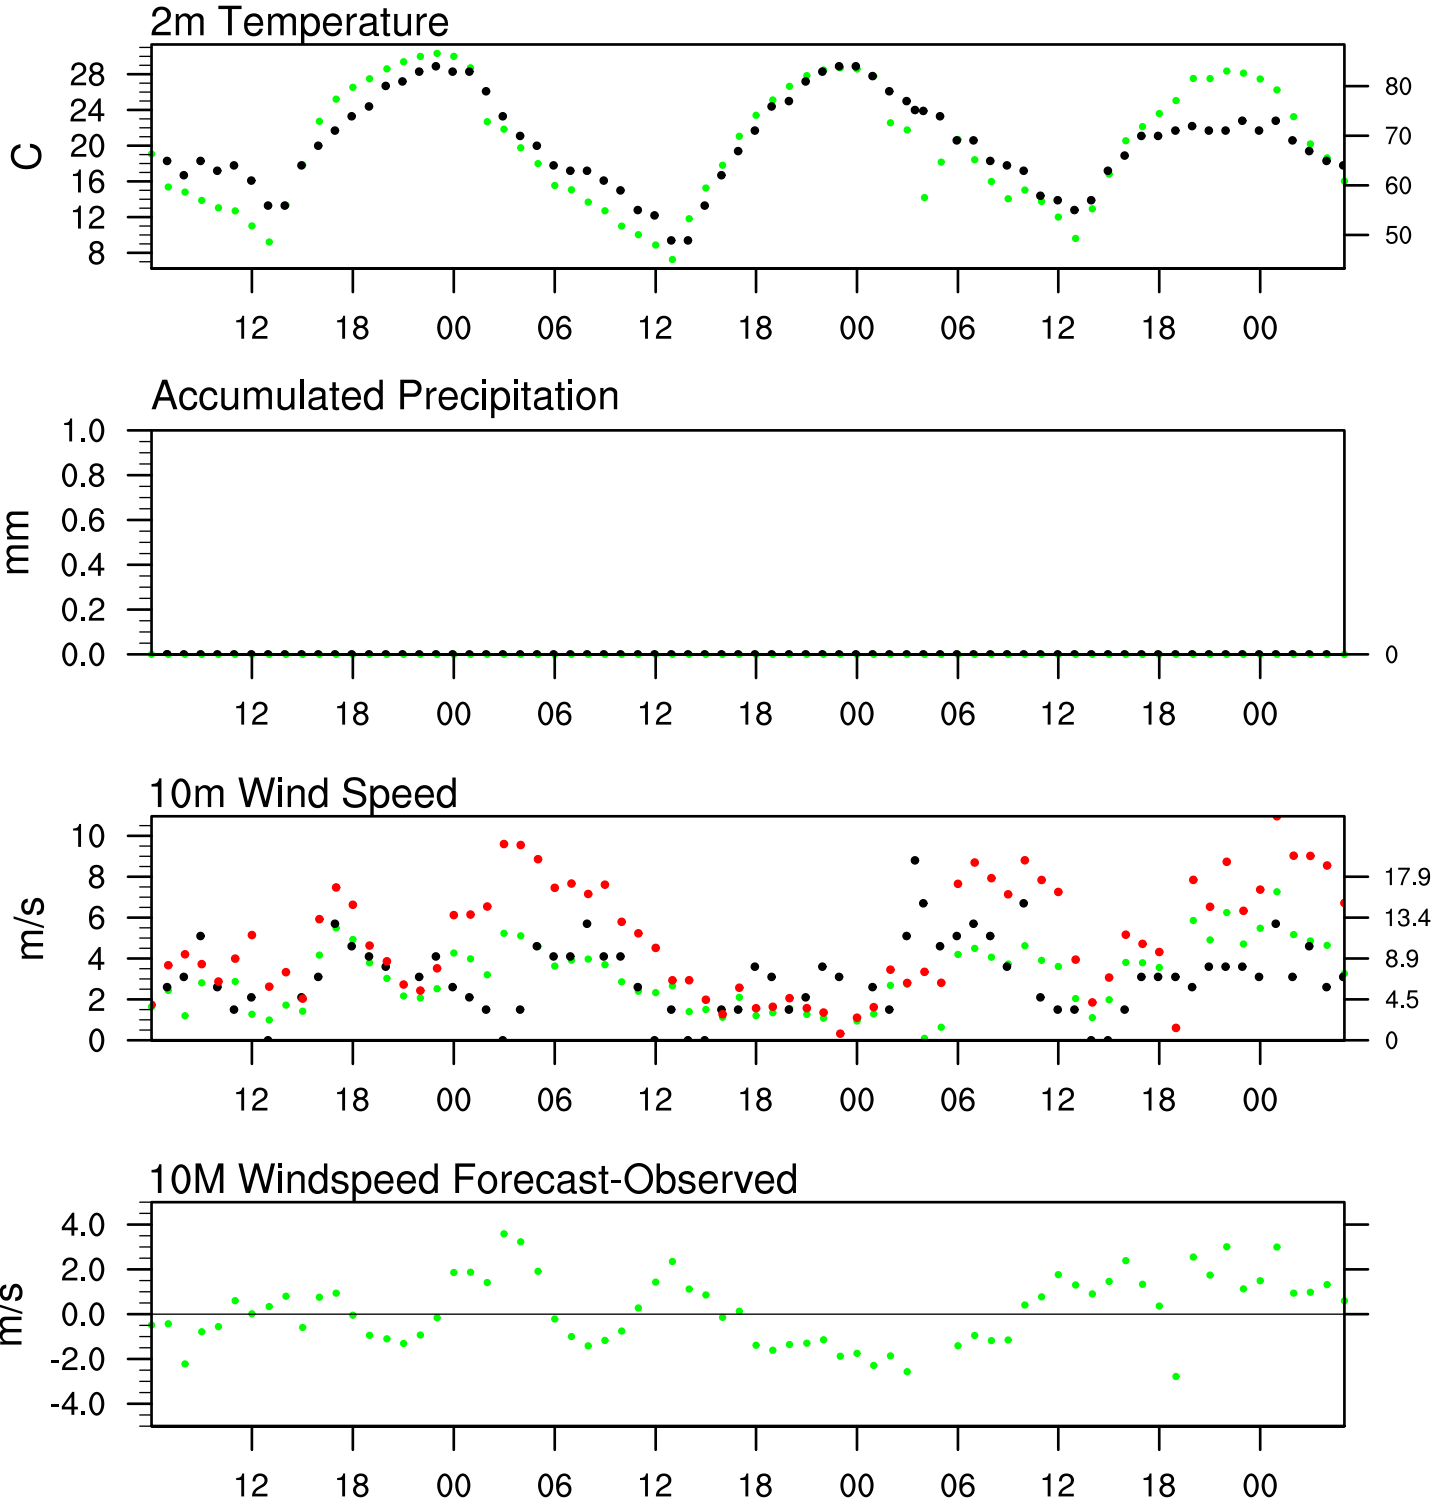 2m Temperature
C
28
24
20
16
12
8
80
70
60
50
12 18 00 06 12 18 00 06 12 18 00
Accumulated Precipitation
mm
1.0
0.8
0.6
0.4
0.2
0.0
0
12 18 00 06 12 18 00 06 12 18 00
10m Wind Speed
m/s
10
8
6
4
2
0
17.9
13.4
8.9
4.5
0
12 18 00 06 12 18 00 06 12 18 00
10M Windspeed Forecast-Observed
m/s
4.0
2.0
0.0
-2.0
-4.0
12 18 00 06 12 18 00 06 12 18 00